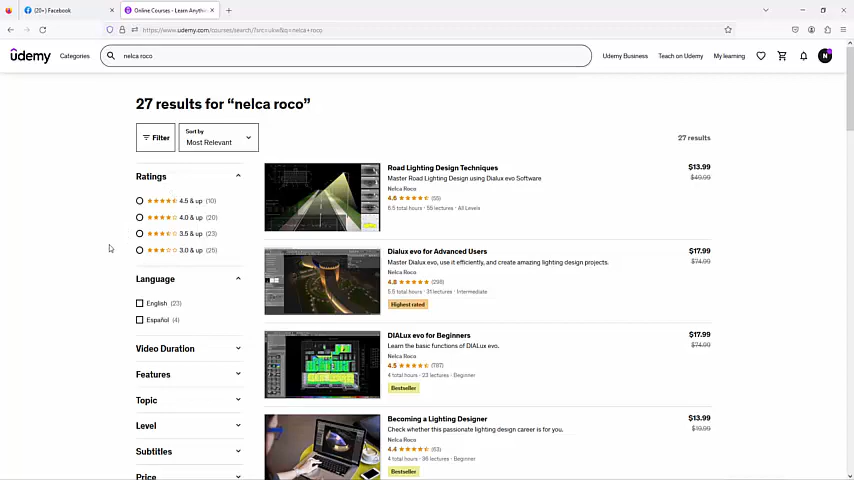 (20+) Facebook
Online Courses - Learn Anythin
https://www.udemy.com/courses/search/?src=ukw&q=nelca+roco
udemy
Categories
nelca roco
Udemy Business
Teach on Udemy
My learning
N
27 results for “nelca roco”
Filter
Sort by
Most Relevant
27 results
Ratings
4.5 & up (10)
4.0 & up (20)
3.5 & up (23)
3.0 & up (25)
Language
English (23)
Español (4)
Video Duration
Features
Topic
Level
Subtitles
Price
Road Lighting Design Techniques
$13.99
Master Road Lighting Design using Dialux evo Software
$49.99
Nelca Roco
4.6 (55)
6.5 total hours · 55 lectures · All Levels
Dialux evo for Advanced Users
$17.99
Master Dialux evo, use it efficiently, and create amazing lighting design projects.
$74.99
Nelca Roco
4.8 (298)
5.5 total hours · 31 lectures · Intermediate
Highest rated
DIALux evo for Beginners
$17.99
Learn the basic functions of DIALux evo.
$74.99
Nelca Roco
4.5 (787)
4 total hours · 23 lectures · Beginner
Bestseller
Becoming a Lighting Designer
$13.99
Check whether this passionate lighting design career is for you.
$19.99
Nelca Roco
4.4 (63)
4 total hours · 36 lectures · Beginner
Bestseller